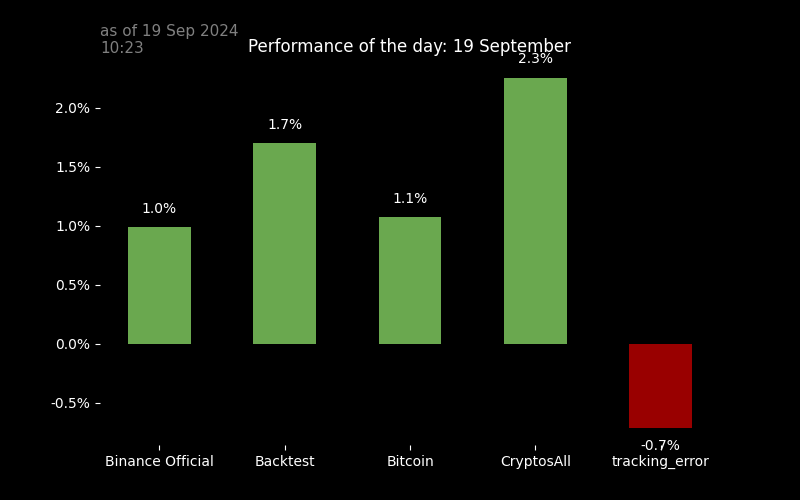 as of 19 Sep 2024
10:23
Performance of the day: 19 September
2.3%
2.0%
1.7%
1.5%
1.0%
1.1%
1.0%
0.5%
0.0%
-0.5%
-0.7%
Binance Official
Backtest
Bitcoin
CryptosAll
tracking_error